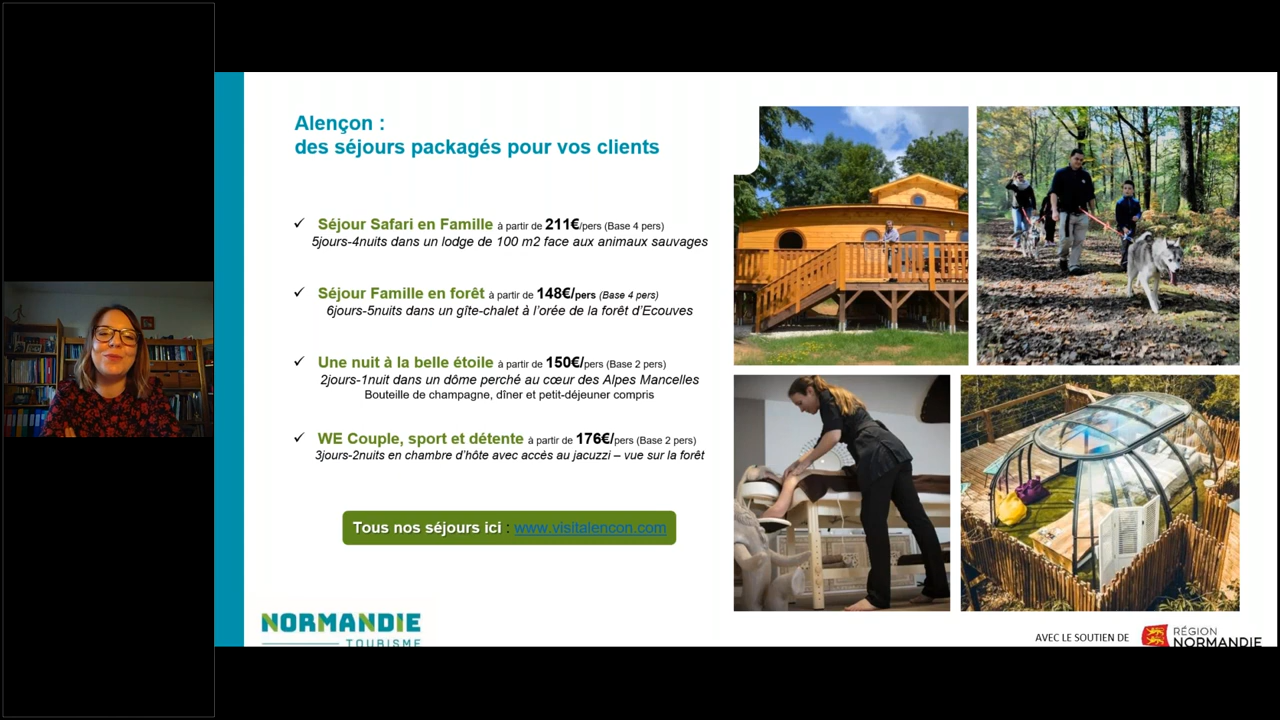 Alençon :
des séjours packagés pour vos clients
✓ Séjour Safari en Famille à partir de 211€/pers (Base 4 pers)
5jours-4nuits dans un lodge de 100 m2 face aux animaux sauvages
✓ Séjour Famille en forêt à partir de 148€/pers (Base 4 pers)
6jours-5nuits dans un gîte-chalet à l’orée de la forêt d’Ecouves
✓ Une nuit à la belle étoile à partir de 150€/pers (Base 2 pers)
2jours-1nuit dans un dôme perché au cœur des Alpes Mancelles
Bouteille de champagne, dîner et petit-déjeuner compris
✓ WE Couple, sport et détente à partir de 176€/pers (Base 2 pers)
3jours-2nuits en chambre d’hôte avec accès au jacuzzi – vue sur la forêt
Tous nos séjours ici : www.visitalencon.com
NORMANDIE
TOURISME
AVEC LE SOUTIEN DE
RÉGION
NORMANDIE